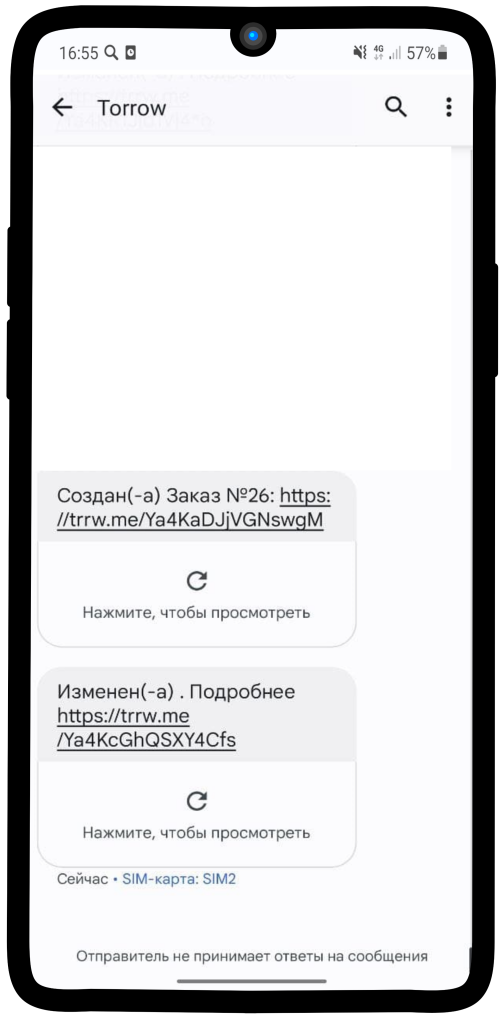 16:55
4G
57%
Torrow
Создан(-а) Заказ №26: https:
//trrw.me/Ya4KaDJjVGNswgM
Нажмите, чтобы просмотреть
Изменен(-а) . Подробнее
https://trrw.me
/Ya4KcGhQSXY4Cfs
Нажмите, чтобы просмотреть
Сейчас • SIM-карта: SIM2
Отправитель не принимает ответы на сообщения